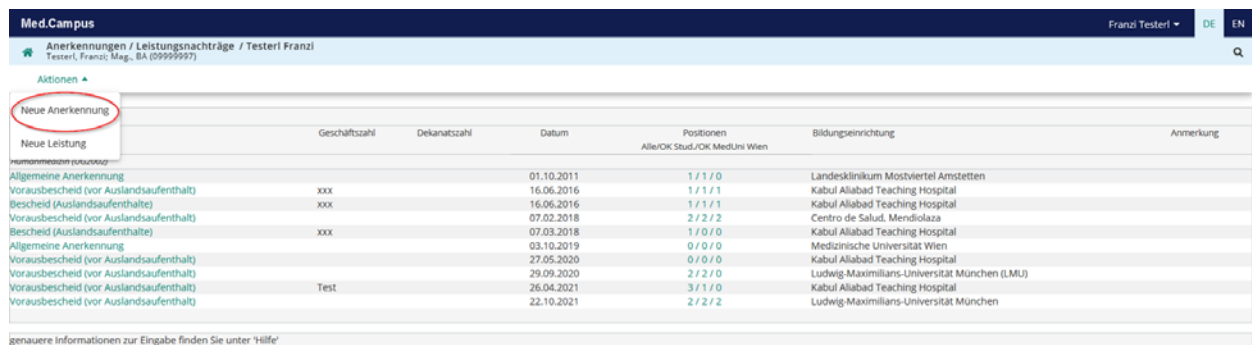 Med.Campus Franzi Testerl DE EN
Anerkennungen / Leistungsnachträge / Testerl Franzi
Testerl, Franzi; Mag., BA (09999997)
Aktionen
Neue Anerkennung
Neue Leistung
Geschäftszahl Dekanatszahl Datum Positionen Bildungseinrichtung Anmerkung
Alle/OK Stud./OK MedUni Wien
Humanmedizin (UG2002)
Allgemeine Anerkennung 01.10.2011 1 / 1 / 0 Landesklinikum Mostviertel Amstetten
Vorausbescheid (vor Auslandsaufenthalt) xxx 16.06.2016 1 / 1 / 1 Kabul Aliabad Teaching Hospital
Bescheid (Auslandsaufenthalte) xxx 16.06.2016 1 / 1 / 1 Kabul Aliabad Teaching Hospital
Vorausbescheid (vor Auslandsaufenthalt) 07.02.2018 2 / 2 / 2 Centro de Salud, Mendiolaza
Bescheid (Auslandsaufenthalte) xxx 07.03.2018 1 / 0 / 0 Kabul Aliabad Teaching Hospital
Allgemeine Anerkennung 03.10.2019 0 / 0 / 0 Medizinische Universität Wien
Vorausbescheid (vor Auslandsaufenthalt) 27.05.2020 0 / 0 / 0 Kabul Aliabad Teaching Hospital
Vorausbescheid (vor Auslandsaufenthalt) 29.09.2020 2 / 2 / 0 Ludwig-Maximilians-Universität München (LMU)
Vorausbescheid (vor Auslandsaufenthalt) Test 26.04.2021 3 / 1 / 0 Kabul Aliabad Teaching Hospital
Vorausbescheid (vor Auslandsaufenthalt) 22.10.2021 2 / 2 / 2 Ludwig-Maximilians-Universität München
genauere Informationen zur Eingabe finden Sie unter 'Hilfe'